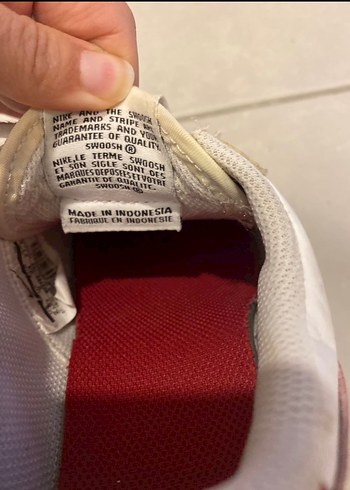 NIKE AND THE SWOOSH
NAME AND STRIPE ARE
TRADEMARKS AND YOUR
GUARANTEE OF QUALITY.
SWOOSH ®
NIKE,LE TERME SWOOSH
ET SON SIGLE SONT DES
MARQUES DEPOSEES ET VOTRE
GARANTIE DE QUALITE.
SWOOSH ®
MADE IN INDONESIA
FABRIQUE EN INDONESIE